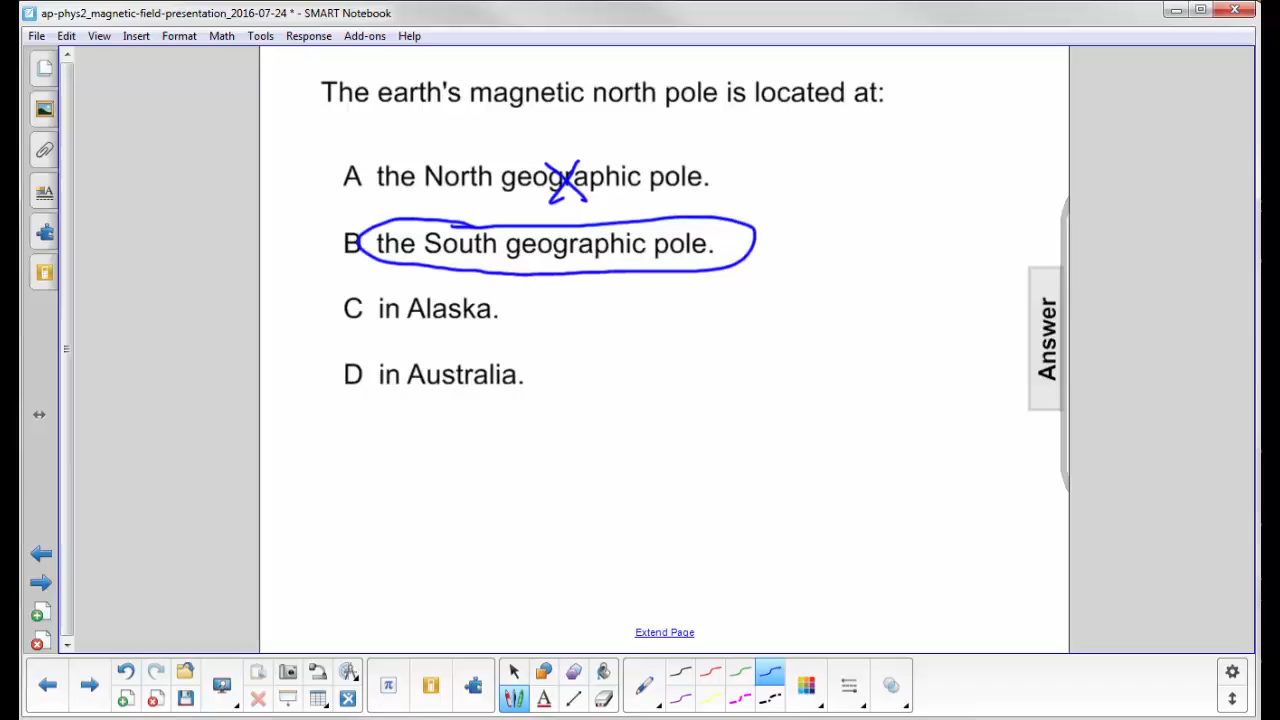 ap-phys2_magnetic-field-presentation_2016-07-24 * - SMART Notebook
File Edit View Insert Format Math Tools Response Add-ons Help
The earth's magnetic north pole is located at:
A the North geographic pole.
B the South geographic pole.
C in Alaska.
D in Australia.
Answer
Extend Page